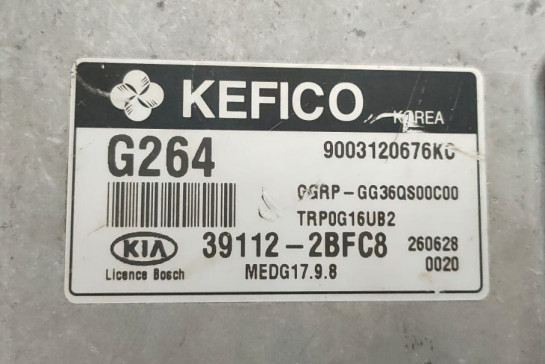 KEFICO KOREA
G264 9003120676KC
GGRP-GG36QS00C00
TRP0G16UB2
KIA 39112-2BFC8 260628
Licence Bosch MEDG17.9.8 0020